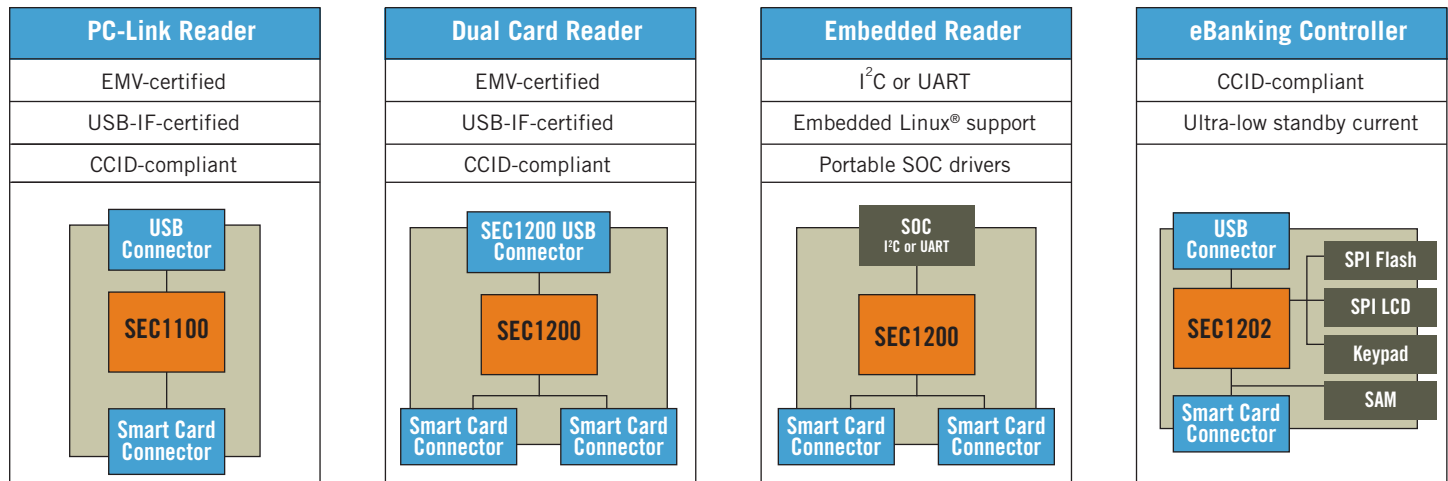 PC-Link Reader
EMV-certified
USB-IF-certified
CCID-compliant
USB
Connector
SEC1100
Smart Card
Connector
Dual Card Reader
EMV-certified
USB-IF-certified
CCID-compliant
SEC1200 USB
Connector
SEC1200
Smart Card
Connector
Smart Card
Connector
Embedded Reader
I²C or UART
Embedded Linux® support
Portable SOC drivers
SOC
I²C or UART
SEC1200
Smart Card
Connector
Smart Card
Connector
eBanking Controller
CCID-compliant
Ultra-low standby current
USB
Connector
SPI Flash
SPI LCD
SEC1202
Keypad
SAM
Smart Card
Connector